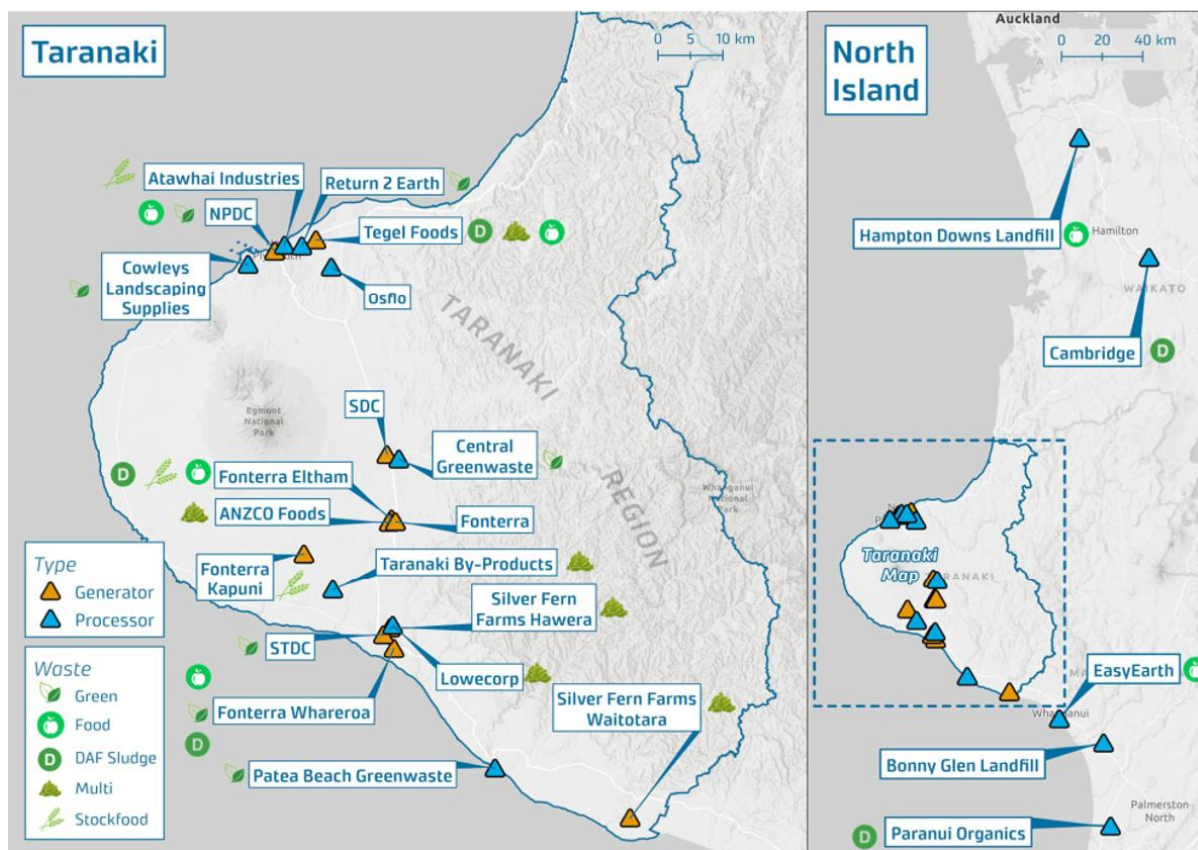 Taranaki
0 5 10 km
Atawhai Industries
Return 2 Earth
NPDC
Tegel Foods
D
Cowleys
Landscaping
Supplies
Osflo
TARANAKI
REGION
Egmont
National
Park
SDC
Central
Greenwaste
D
Fonterra Eltham
ANZCO Foods
Fonterra
Whanganui
National
Park
Fonterra
Kapuni
Taranaki By-Products
Silver Fern
Farms Hawera
STDC
Lowecorp
Silver Fern Farms
Waitotara
Fonterra Whareroa
D
Patea Beach Greenwaste
Type
Generator
Processor
Waste
Green
Food
D DAF Sludge
Multi
Stockfood
North
Island
Auckland
0 20 40 km
Hampton Downs Landfill
Hamilton
WAIKATO
Cambridge
D
Taranaki
Map
EasyEarth
Bonny Glen Landfill
Palmerston
North
D
Paranui Organics